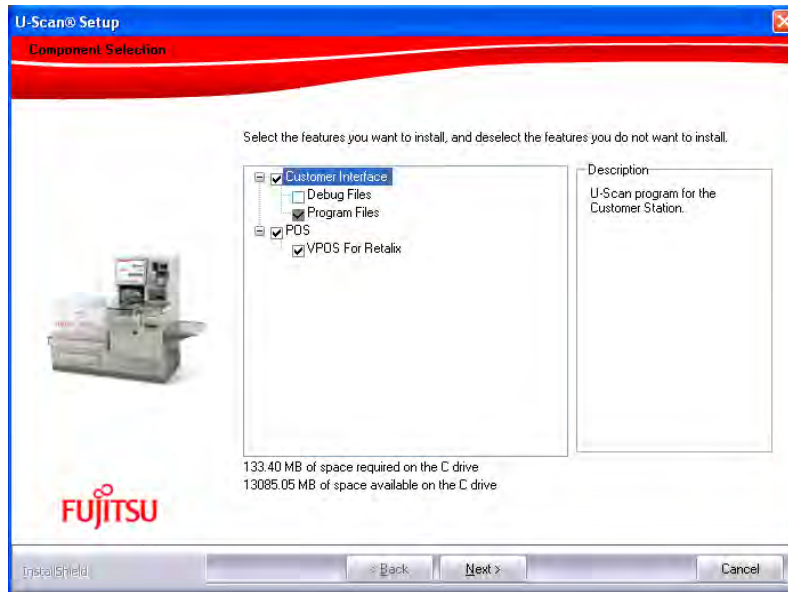 U-Scan® Setup
Component Selection
Select the features you want to install, and deselect the features you do not want to install.
Customer Interface
Debug Files
Program Files
POS
VPOS For Retalix
Description
U-Scan program for the
Customer Station.
133.40 MB of space required on the C drive
13085.05 MB of space available on the C drive
FUJITSU
InstallShield
< Back
Next >
Cancel